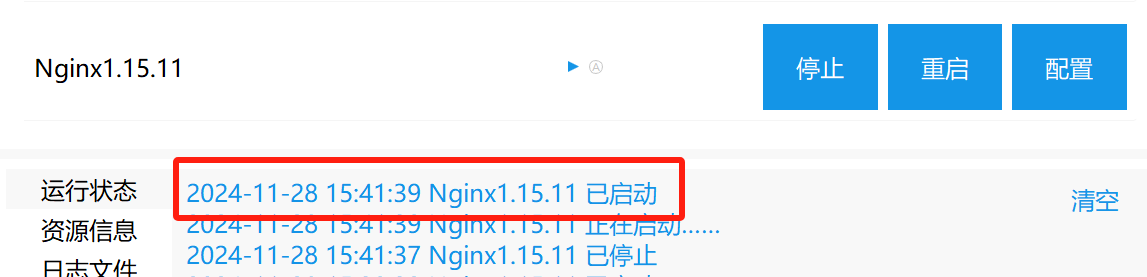 Nginx1.15.11
Ⓐ
停止
重启
配置
运行状态
资源信息
日志文件
2024-11-28 15:41:39 Nginx1.15.11 已启动
2024-11-28 15:41:39 Nginx1.15.11 正在启动……
2024-11-28 15:41:37 Nginx1.15.11 已停止
清空